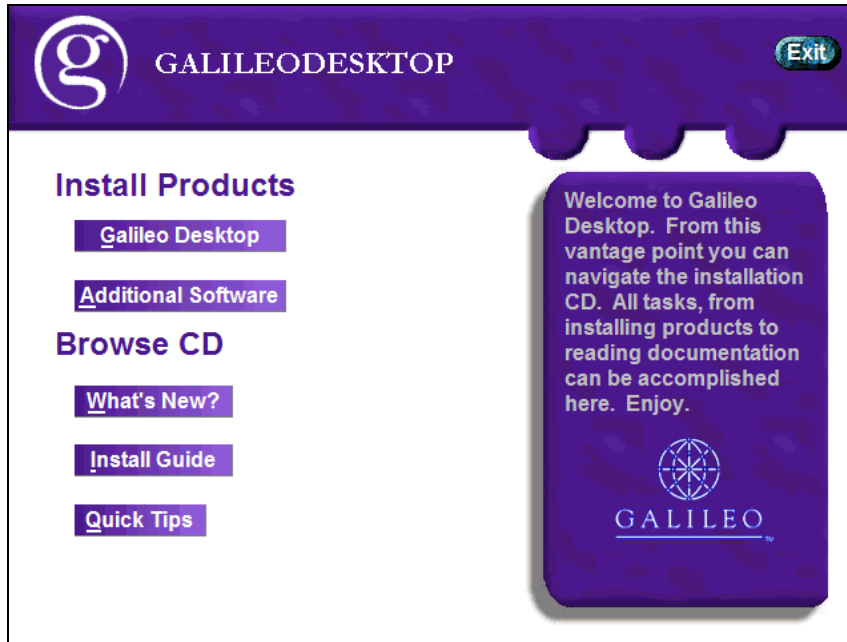 g
GALILEODESKTOP
Exit
Install Products
Galileo Desktop
Additional Software
Browse CD
What's New?
Install Guide
Quick Tips
Welcome to Galileo
Desktop. From this
vantage point you can
navigate the installation
CD. All tasks, from
installing products to
reading documentation
can be accomplished
here. Enjoy.
GALILEO
TM